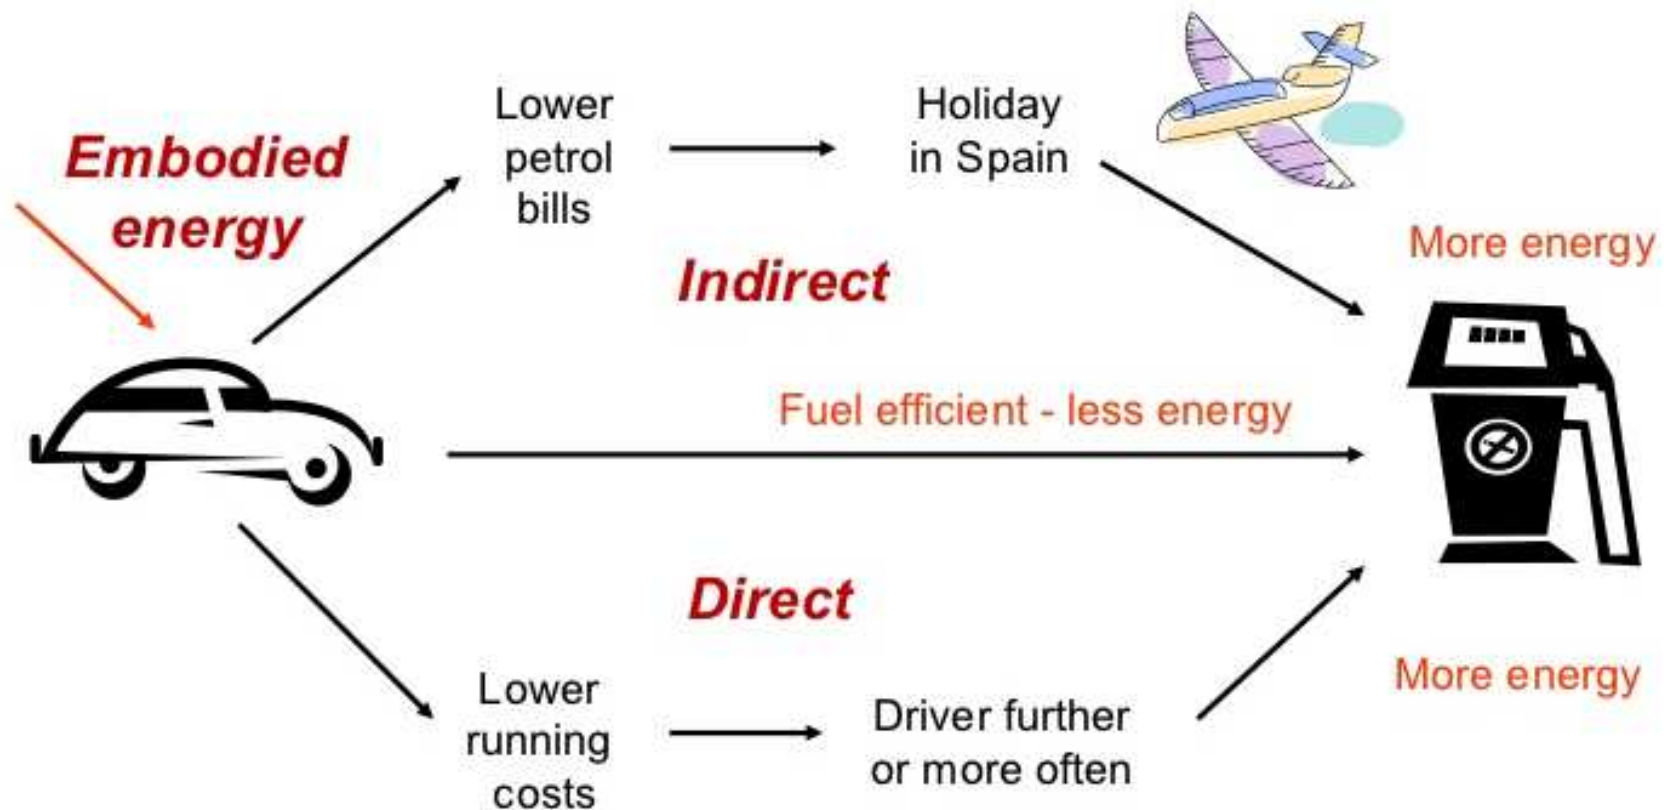 Embodied
energy
Lower
petrol
bills
Holiday
in Spain
More energy
Indirect
Fuel efficient - less energy
Direct
Lower
running
costs
Driver further
or more often
More energy